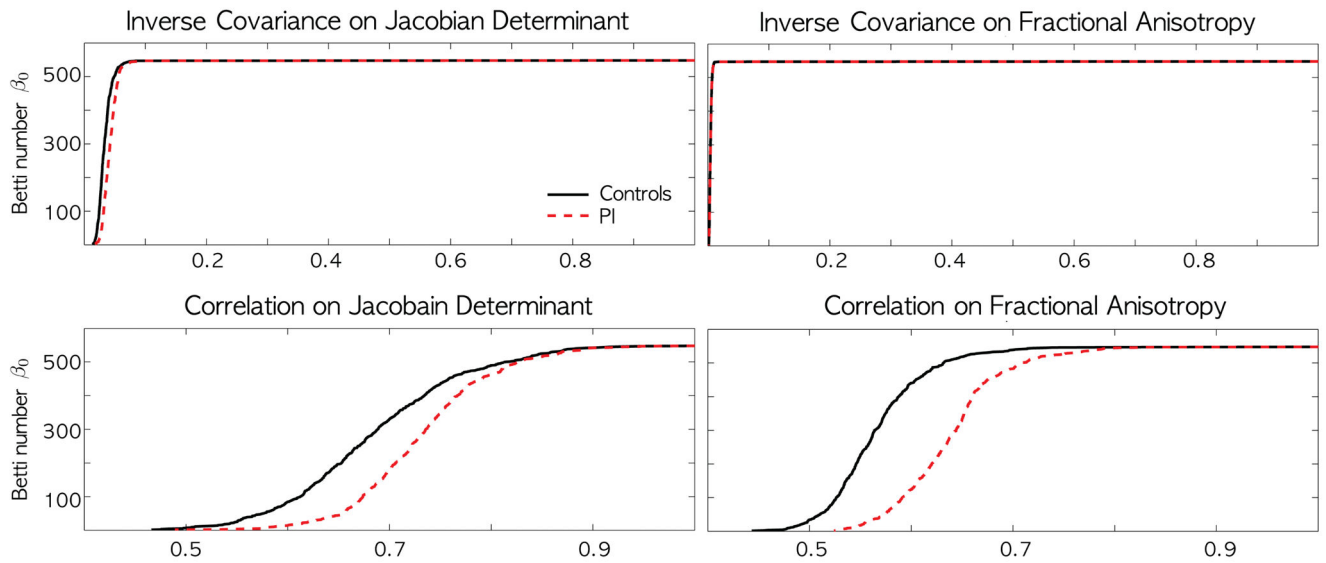 Inverse Covariance on Jacobian Determinant
Inverse Covariance on Fractional Anisotropy
Betti number β₀
500
300
100
Controls
PI
0.2 0.4 0.6 0.8
0.2 0.4 0.6 0.8
Correlation on Jacobain Determinant
Correlation on Fractional Anisotropy
Betti number β₀
500
300
100
0.5 0.7 0.9
0.5 0.7 0.9